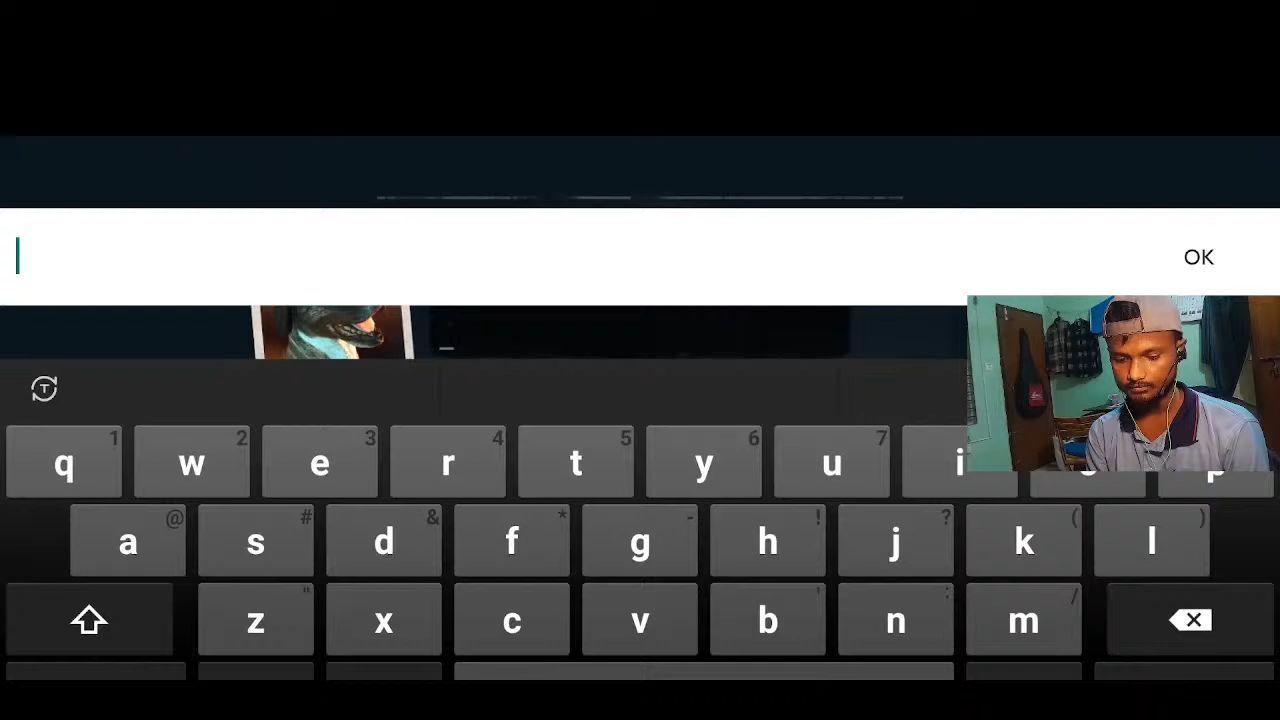 OK
T
1 2 3 4 5 6 7
q w e r t y u i p
@ # & * - ! ? ( )
a s d f g h j k l
" ' : /
z x c v b n m